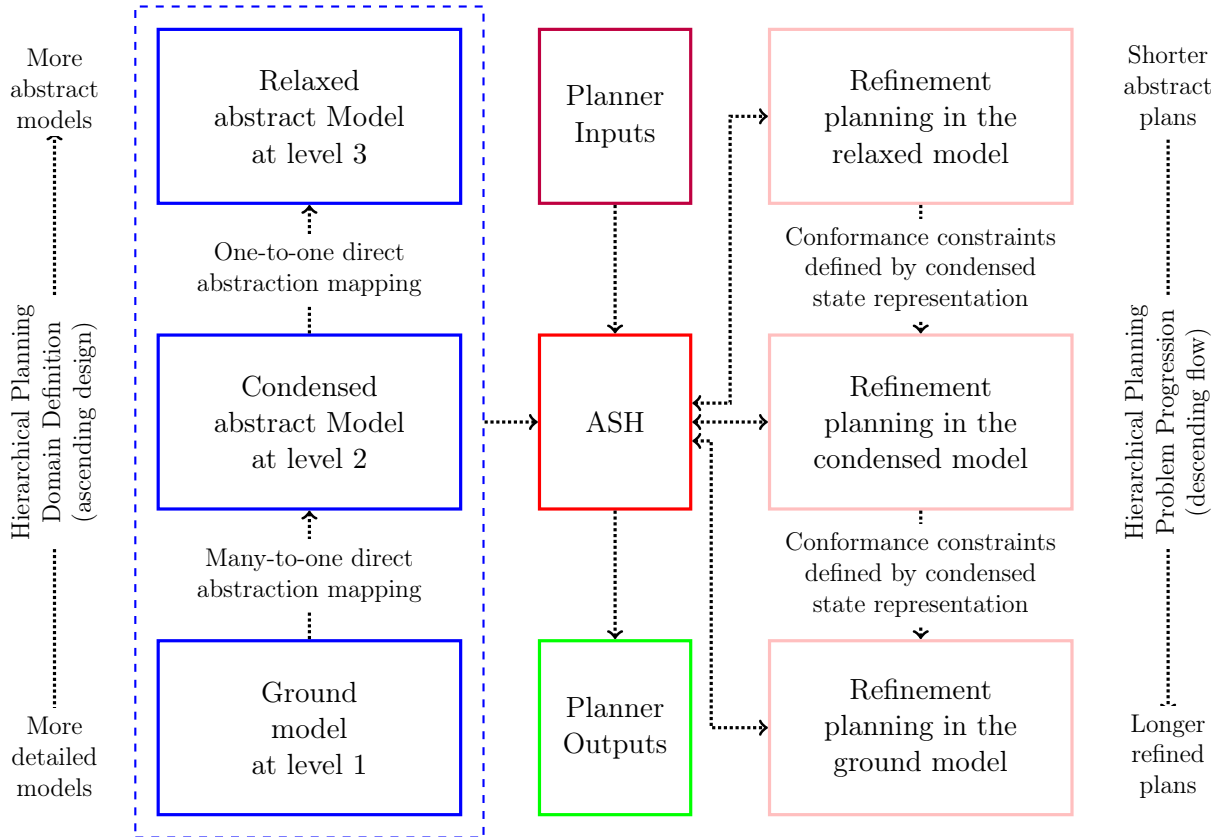 More
abstract
models
Hierarchical Planning
Domain Definition
(ascending design)
More
detailed
models
Relaxed
abstract Model
at level 3
One-to-one direct
abstraction mapping
Condensed
abstract Model
at level 2
Many-to-one direct
abstraction mapping
Ground
model
at level 1
Planner
Inputs
ASH
Planner
Outputs
Refinement
planning in the
relaxed model
Conformance constraints
defined by condensed
state representation
Refinement
planning in the
condensed model
Conformance constraints
defined by condensed
state representation
Refinement
planning in the
ground model
Shorter
abstract
plans
Hierarchical Planning
Problem Progression
(descending flow)
Longer
refined
plans